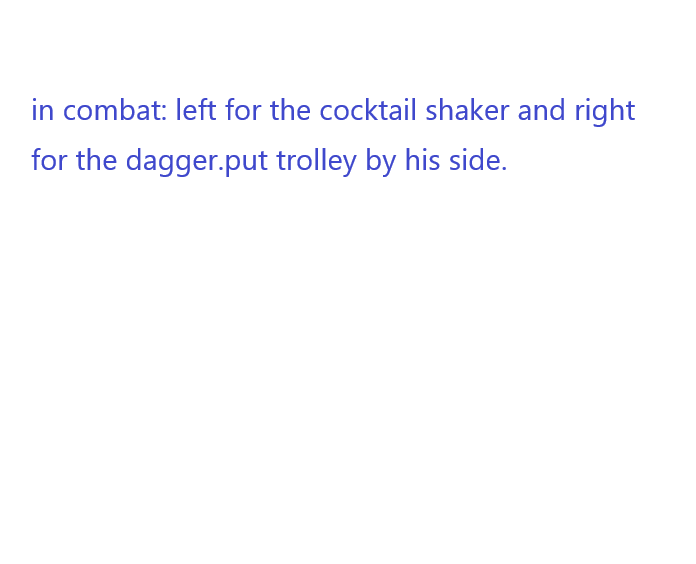 in combat: left for the cocktail shaker and right
for the dagger.put trolley by his side.